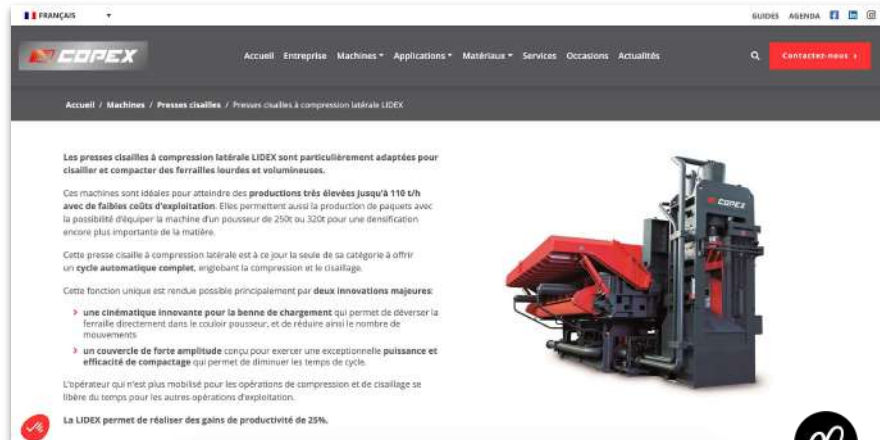 FRANÇAIS
GUIDES AGENDA
COPEX
Accueil Entreprise Machines Applications Matériaux Services Occasions Actualités
Contactez-nous ›
Accueil / Machines / Presses cisailles / Presses cisailles à compression latérale LIDEX
Les presses cisailles à compression latérale LIDEX sont particulièrement adaptées pour
cisailler et compacter des ferrailles lourdes et volumineuses.
Ces machines sont idéales pour atteindre des productions très élevées jusqu'à 110 t/h
avec de faibles coûts d'exploitation. Elles permettent aussi la production de paquets avec
la possibilité d'équiper la machine d'un pousseur de 250t ou 320t pour une densification
encore plus importante de la matière.
Cette presse cisaille à compression latérale est à ce jour la seule de sa catégorie à offrir
un cycle automatique complet, englobant la compression et le cisaillage.
Cette fonction unique est rendue possible principalement par deux innovations majeures:
› une cinématique innovante pour la benne de chargement qui permet de déverser la
ferraille directement dans le couloir pousseur, et de réduire ainsi le nombre de
mouvements
› un couvercle de forte amplitude conçu pour exercer une exceptionnelle puissance et
efficacité de compactage qui permet de diminuer les temps de cycle.
L'opérateur qui n'est plus mobilisé pour les opérations de compression et de cisaillage se
libère du temps pour les autres opérations d'exploitation.
La LIDEX permet de réaliser des gains de productivité de 25%.
COPEX